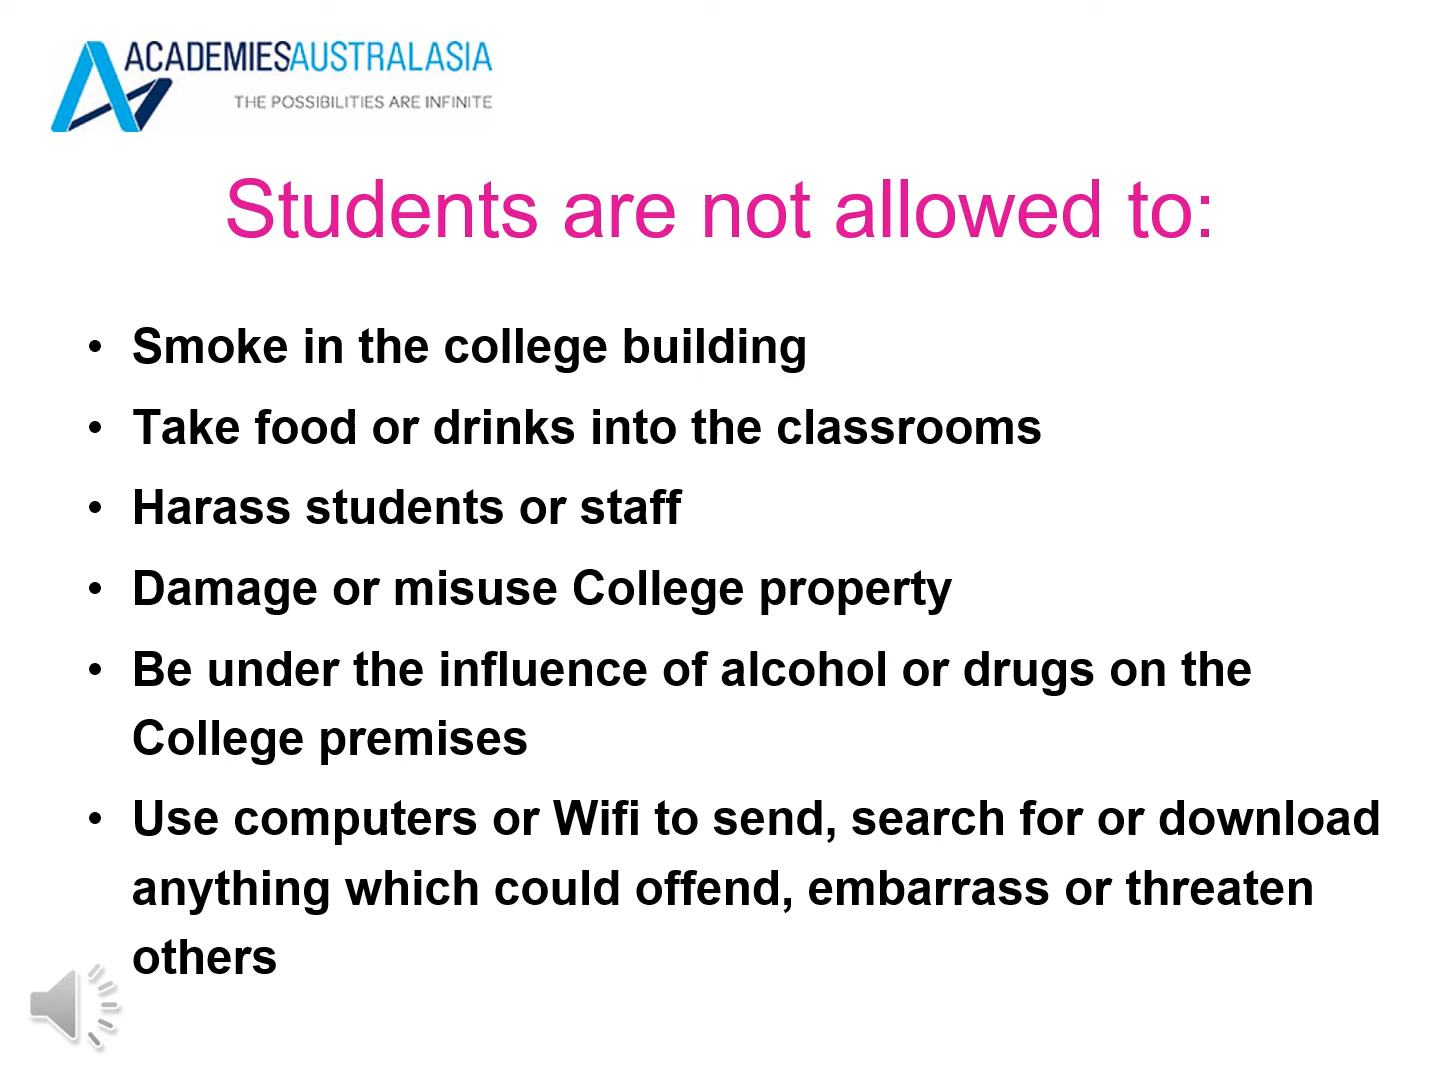 ACADEMIESAUSTRALASIA
THE POSSIBILITIES ARE INFINITE
Students are not allowed to:
• Smoke in the college building
• Take food or drinks into the classrooms
• Harass students or staff
• Damage or misuse College property
• Be under the influence of alcohol or drugs on the
College premises
• Use computers or Wifi to send, search for or download
anything which could offend, embarrass or threaten
others